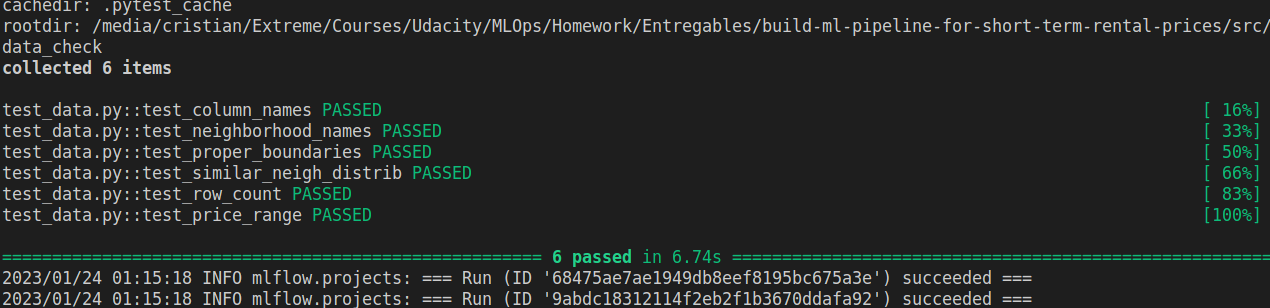 cachedir: .pytest_cache
rootdir: /media/cristian/Extreme/Courses/Udacity/MLOps/Homework/Entregables/build-ml-pipeline-for-short-term-rental-prices/src/
data_check
collected 6 items
test_data.py::test_column_names PASSED [ 16%]
test_data.py::test_neighborhood_names PASSED [ 33%]
test_data.py::test_proper_boundaries PASSED [ 50%]
test_data.py::test_similar_neigh_distrib PASSED [ 66%]
test_data.py::test_row_count PASSED [ 83%]
test_data.py::test_price_range PASSED [100%]
====================================================== 6 passed in 6.74s ======================================================
2023/01/24 01:15:18 INFO mlflow.projects: === Run (ID '68475ae7ae1949db8eef8195bc675a3e') succeeded ===
2023/01/24 01:15:18 INFO mlflow.projects: === Run (ID '9abdc18312114f2eb2f1b3670ddafa92') succeeded ===